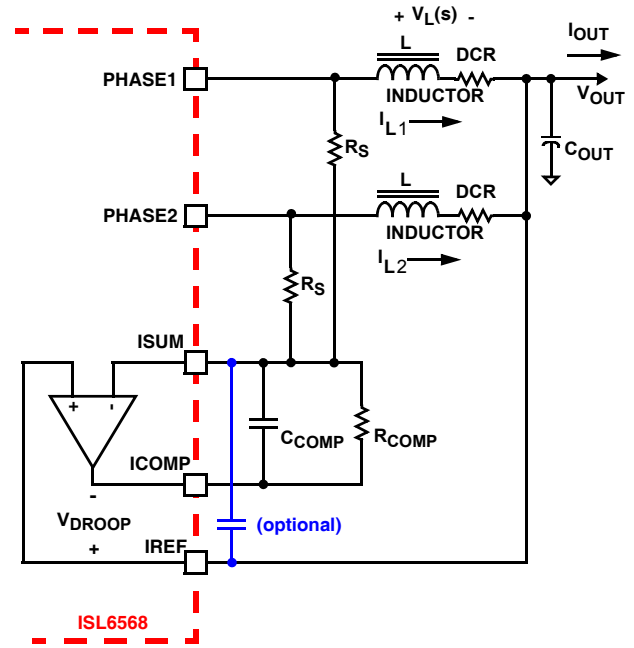 + VL(s) -
IOUT
L
DCR
PHASE1
INDUCTOR
VOUT
IL1
COUT
RS
L
DCR
PHASE2
INDUCTOR
IL2
RS
ISUM
+ -
CCOMP
RCOMP
ICOMP
-
VDROOP
(optional)
+
IREF
ISL6568